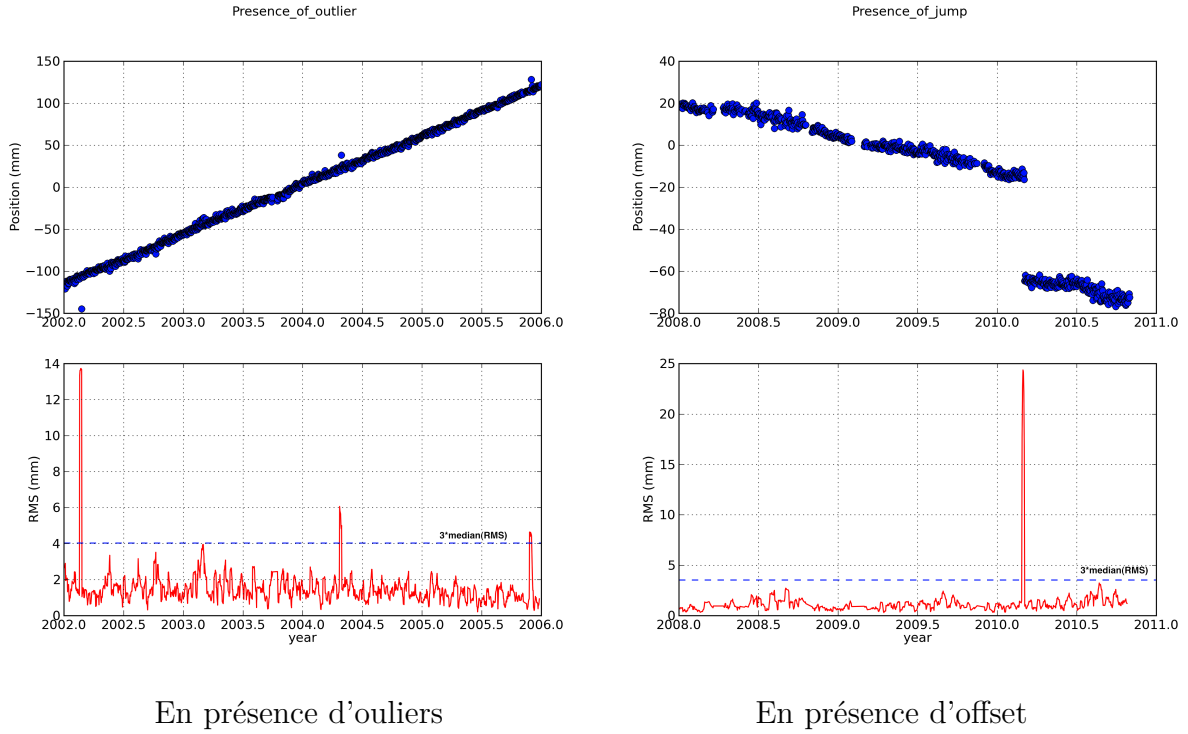 Presence_of_outlier
Position (mm)
150
100
50
0
−50
−100
−150
2002.0 2002.5 2003.0 2003.5 2004.0 2004.5 2005.0 2005.5 2006.0
RMS (mm)
14
12
10
8
6
4
2
0
3*median(RMS)
2002.0 2002.5 2003.0 2003.5 2004.0 2004.5 2005.0 2005.5 2006.0
year
En présence d'ouliers
Presence_of_jump
Position (mm)
40
20
0
−20
−40
−60
−80
2008.0 2008.5 2009.0 2009.5 2010.0 2010.5 2011.0
RMS (mm)
25
20
15
10
5
0
3*median(RMS)
2008.0 2008.5 2009.0 2009.5 2010.0 2010.5 2011.0
year
En présence d'offset